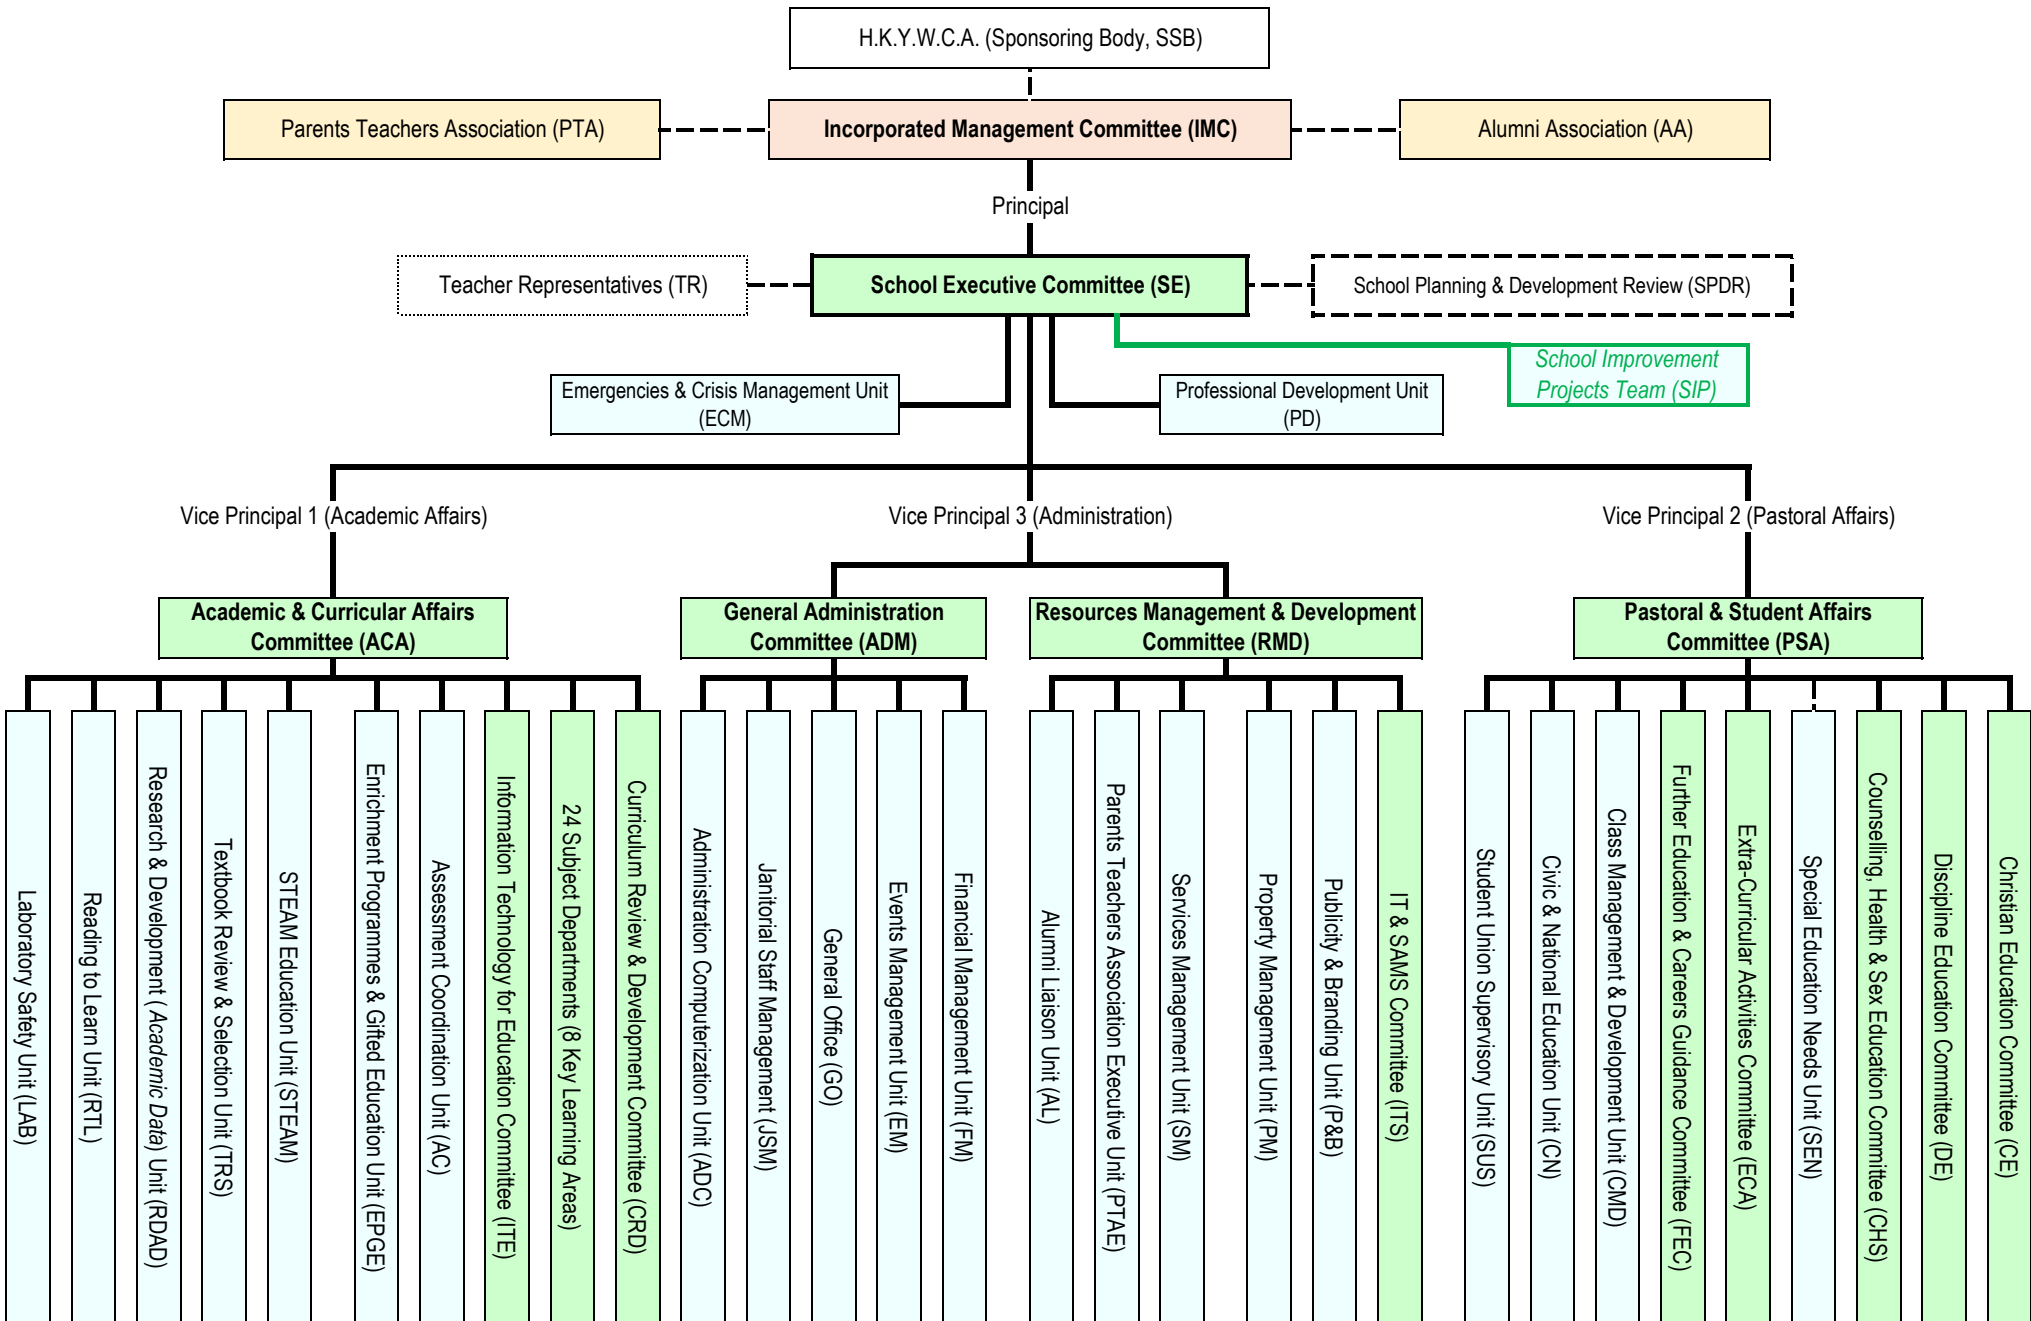 H.K.Y.W.C.A. (Sponsoring Body, SSB)
Parents Teachers Association (PTA)
Incorporated Management Committee (IMC)
Alumni Association (AA)
Principal
Teacher Representatives (TR)
School Executive Committee (SE)
School Planning & Development Review (SPDR)
School Improvement
Projects Team (SIP)
Emergencies & Crisis Management Unit
(ECM)
Professional Development Unit
(PD)
Vice Principal 1 (Academic Affairs)
Vice Principal 3 (Administration)
Vice Principal 2 (Pastoral Affairs)
Academic & Curricular Affairs
Committee (ACA)
General Administration
Committee (ADM)
Resources Management & Development
Committee (RMD)
Pastoral & Student Affairs
Committee (PSA)
Laboratory Safety Unit (LAB)
Reading to Learn Unit (RTL)
Research & Development ( Academic Data) Unit (RDAD)
Textbook Review & Selection Unit (TRS)
STEAM Education Unit (STEAM)
Enrichment Programmes & Gifted Education Unit (EPGE)
Assessment Coordination Unit (AC)
Information Technology for Education Committee (ITE)
24 Subject Departments (8 Key Learning Areas)
Curriculum Review & Development Committee (CRD)
Administration Computerization Unit (ADC)
Janitorial Staff Management (JSM)
General Office (GO)
Events Management Unit (EM)
Financial Management Unit (FM)
Alumni Liaison Unit (AL)
Parents Teachers Association Executive Unit (PTAE)
Services Management Unit (SM)
Property Management Unit (PM)
Publicity & Branding Unit (P&B)
IT & SAMS Committee (ITS)
Student Union Supervisory Unit (SUS)
Civic & National Education Unit (CN)
Class Management & Development Unit (CMD)
Further Education & Careers Guidance Committee (FEC)
Extra-Curricular Activities Committee (ECA)
Special Education Needs Unit (SEN)
Counselling, Health & Sex Education Committee (CHS)
Discipline Education Committee (DE)
Christian Education Committee (CE)